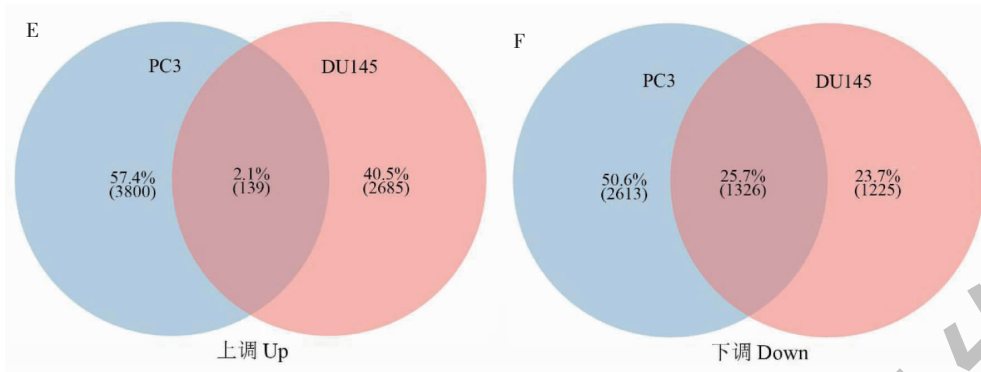 E
PC3
DU145
57.4%
(3800)
2.1%
(139)
40.5%
(2685)
上调 Up
F
PC3
DU145
50.6%
(2613)
25.7%
(1326)
23.7%
(1225)
下调 Down